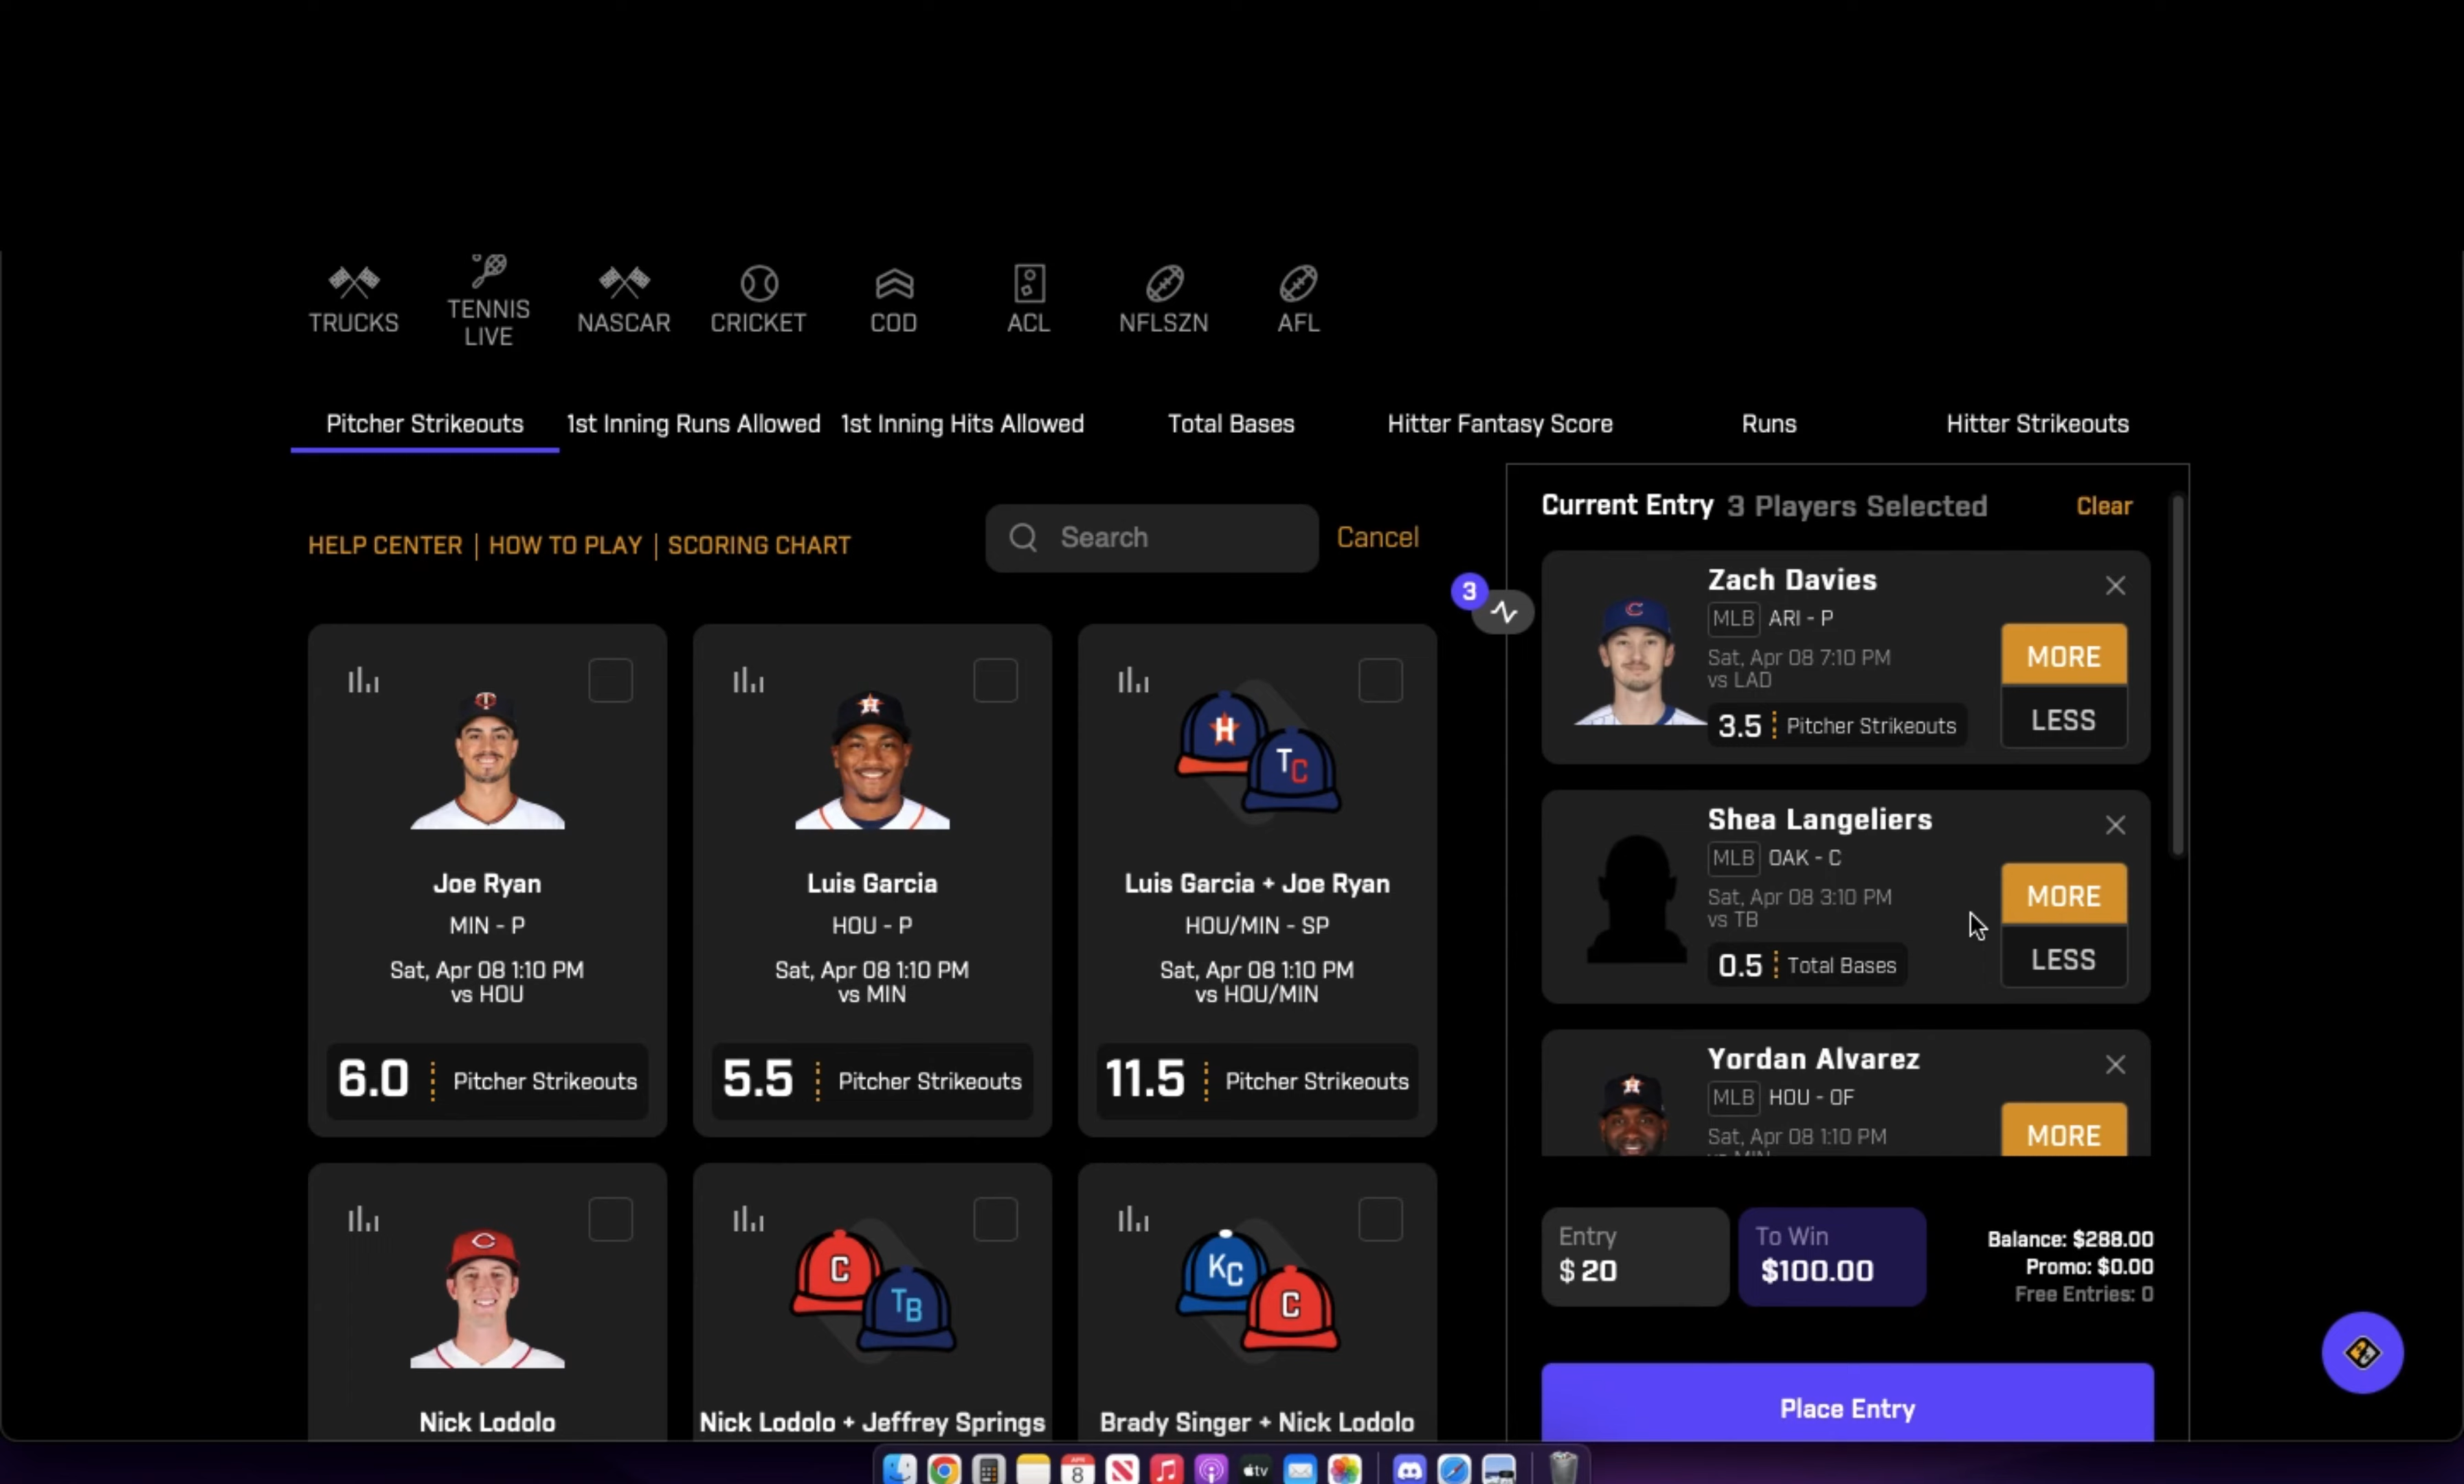 TRUCKS
TENNIS
LIVE
NASCAR
CRICKET
COD
ACL
NFLSZN
AFL
Pitcher Strikeouts
1st Inning Runs Allowed
1st Inning Hits Allowed
Total Bases
Hitter Fantasy Score
Runs
Hitter Strikeouts
HELP CENTER | HOW TO PLAY | SCORING CHART
Search
Cancel
Joe Ryan
MIN - P
Sat, Apr 08 1:10 PM
vs HOU
6.0 Pitcher Strikeouts
Luis Garcia
HOU - P
Sat, Apr 08 1:10 PM
vs MIN
5.5 Pitcher Strikeouts
H
TC
Luis Garcia + Joe Ryan
HOU/MIN - SP
Sat, Apr 08 1:10 PM
vs HOU/MIN
11.5 Pitcher Strikeouts
Nick Lodolo
C
TB
Nick Lodolo + Jeffrey Springs
KC
C
Brady Singer + Nick Lodolo
3
Current Entry 3 Players Selected
Clear
Zach Davies
MLB ARI - P
Sat, Apr 08 7:10 PM
vs LAD
3.5 Pitcher Strikeouts
MORE
LESS
Shea Langeliers
MLB OAK - C
Sat, Apr 08 3:10 PM
vs TB
0.5 Total Bases
MORE
LESS
Yordan Alvarez
MLB HOU - OF
Sat, Apr 08 1:10 PM
vs MIN
MORE
Entry
$ 20
To Win
$100.00
Balance: $288.00
Promo: $0.00
Free Entries: 0
Place Entry
APR
8
tv